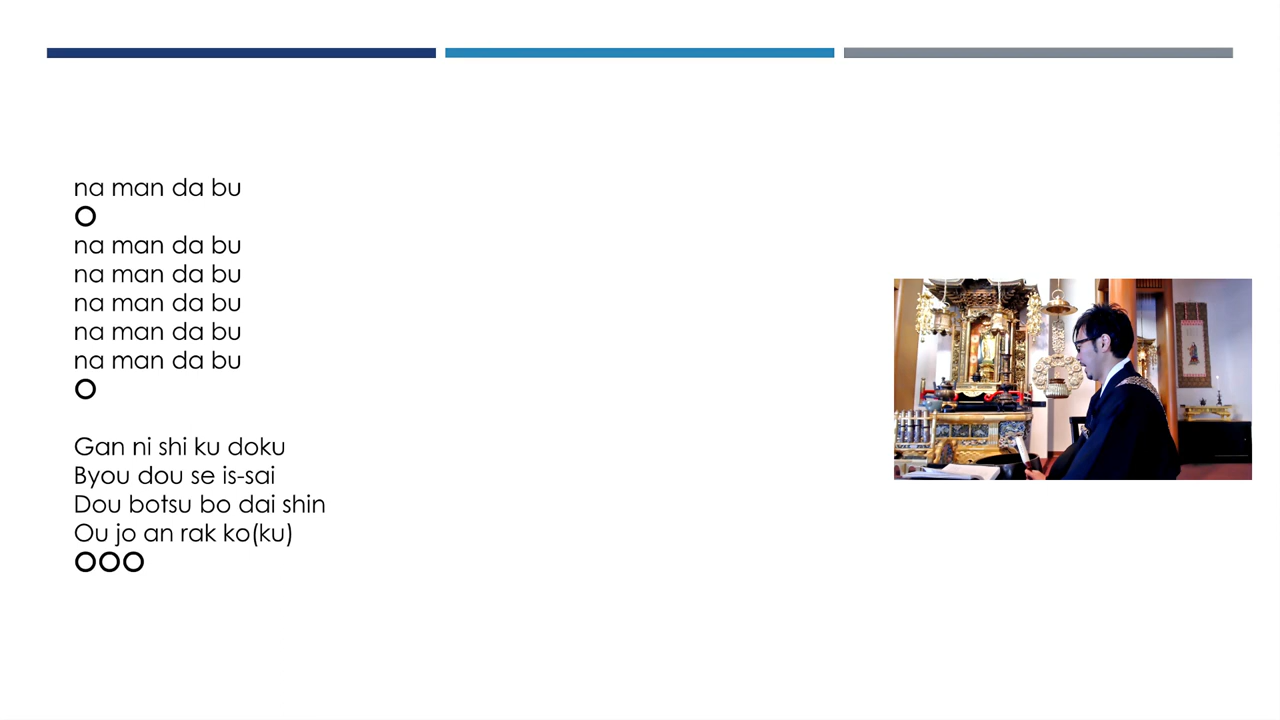 na man da bu
O
na man da bu
na man da bu
na man da bu
na man da bu
na man da bu
O
Gan ni shi ku doku
Byou dou se is-sai
Dou botsu bo dai shin
Ou jo an rak ko(ku)
OOO